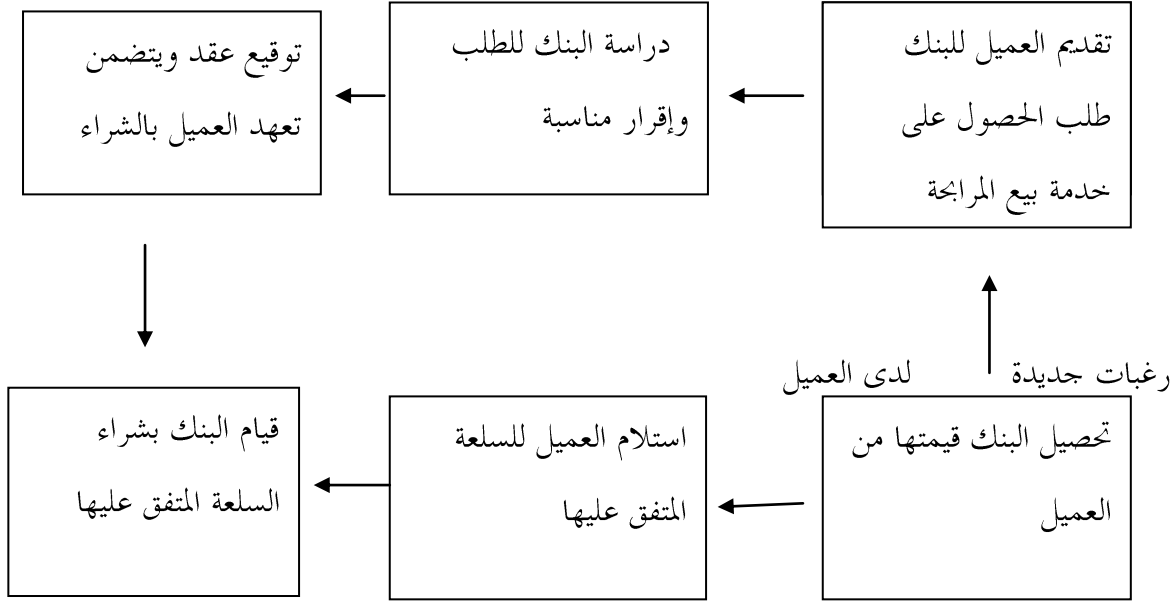 تقديم العميل للبنك
طلب الحصول على
خدمة بيع المرابحة
دراسة البنك للطلب
وإقرار مناسبة
توقيع عقد ويتضمن
تعهد العميل بالشراء
رغبات جديدة لدى العميل
تحصيل البنك قيمتها من
العميل
استلام العميل للسلعة
المتفق عليها
قيام البنك بشراء
السلعة المتفق عليها